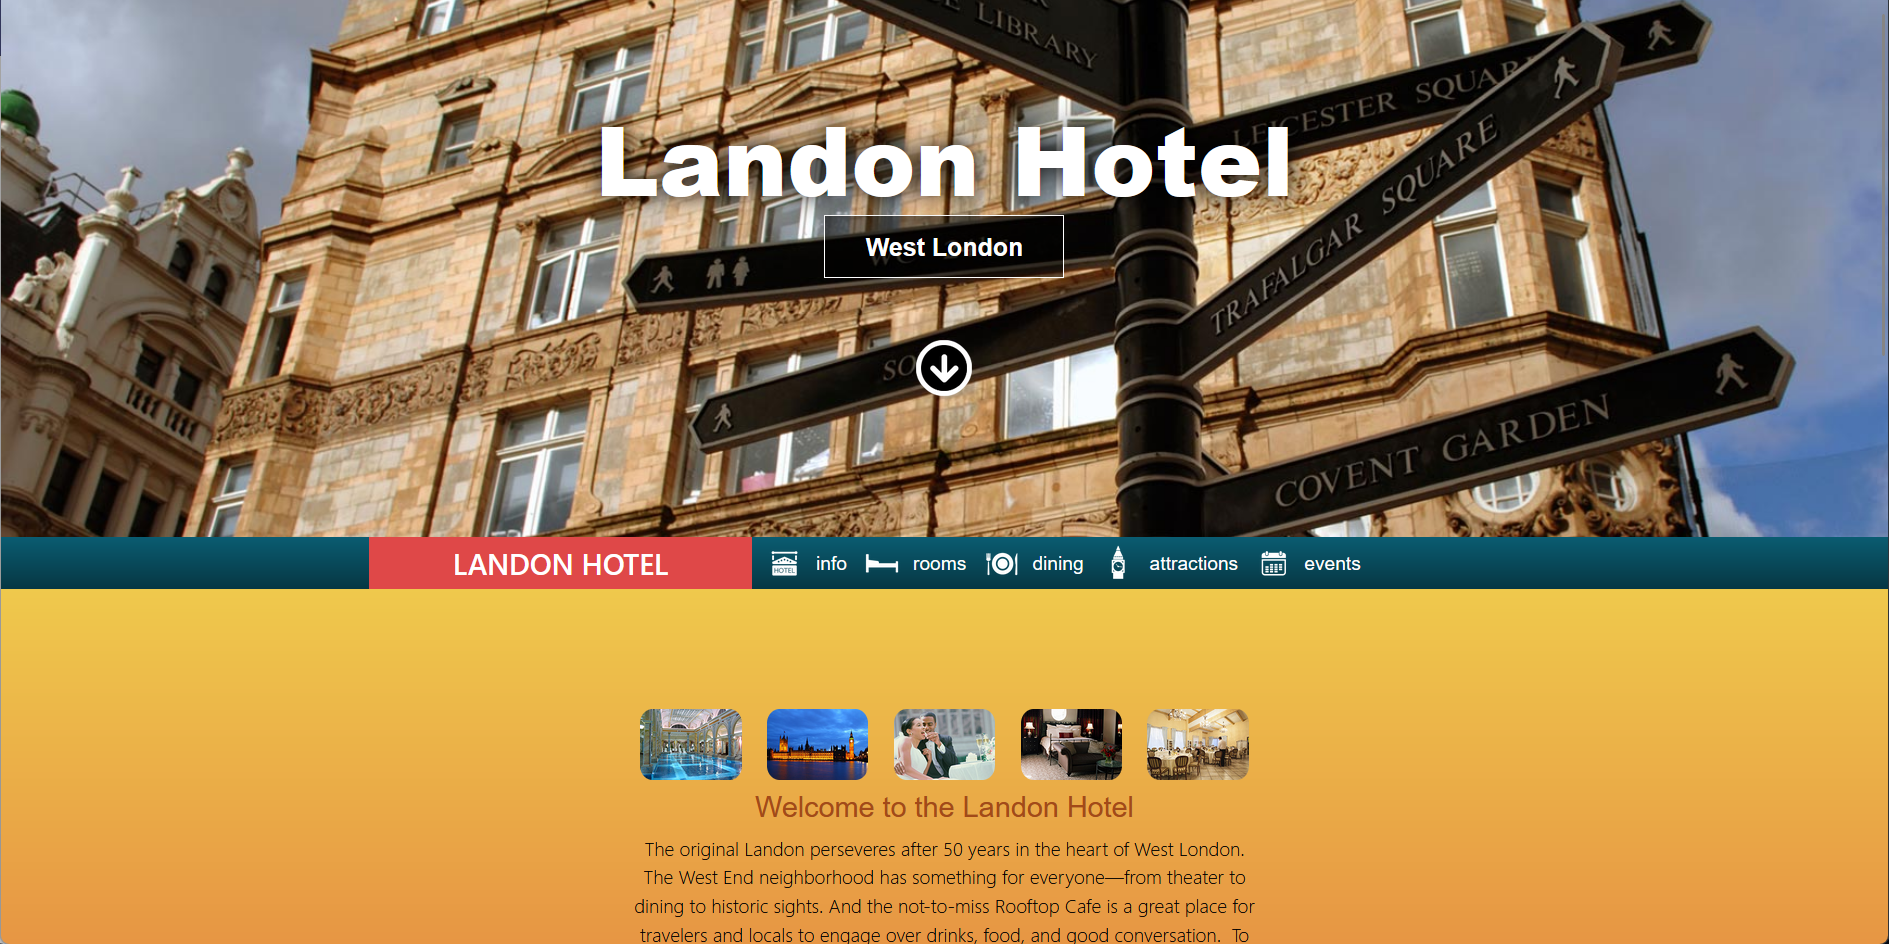 LIBRARY
LEICESTER SQUARE
Landon Hotel
TRAFALGAR SQUARE
West London
COVENT GARDEN
LANDON HOTEL
HOTEL
info
rooms
dining
attractions
events
Welcome to the Landon Hotel
The original Landon perseveres after 50 years in the heart of West London.
The West End neighborhood has something for everyone—from theater to
dining to historic sights. And the not-to-miss Rooftop Cafe is a great place for
travelers and locals to engage over drinks, food, and good conversation. To